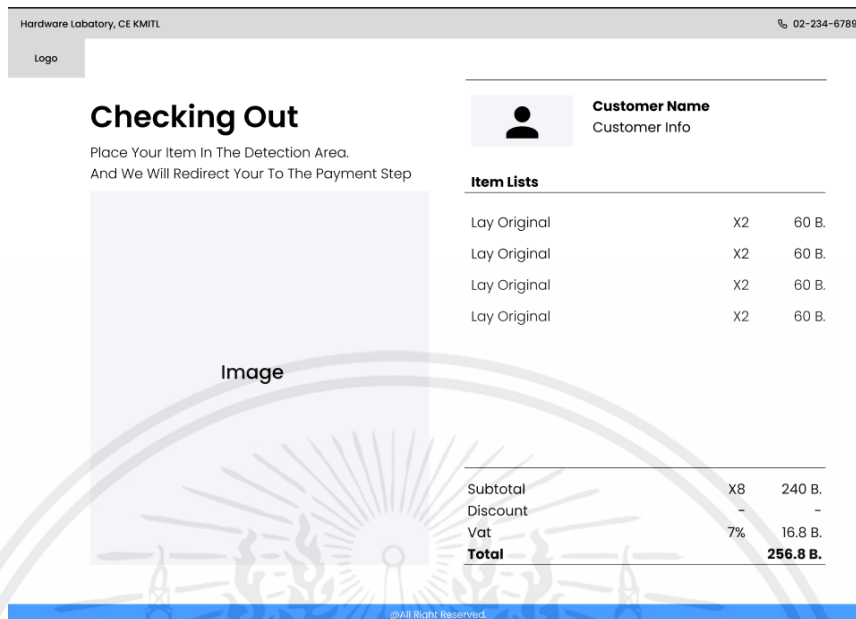 Hardware Labatory, CE KMITL
02-234-6789
Logo
Checking Out
Place Your Item In The Detection Area.
And We Will Redirect Your To The Payment Step
Image
Customer Name
Customer Info
Item Lists
Lay Original X2 60 B.
Lay Original X2 60 B.
Lay Original X2 60 B.
Lay Original X2 60 B.
Subtotal X8 240 B.
Discount - -
Vat 7% 16.8 B.
Total 256.8 B.
@All Right Reserved.